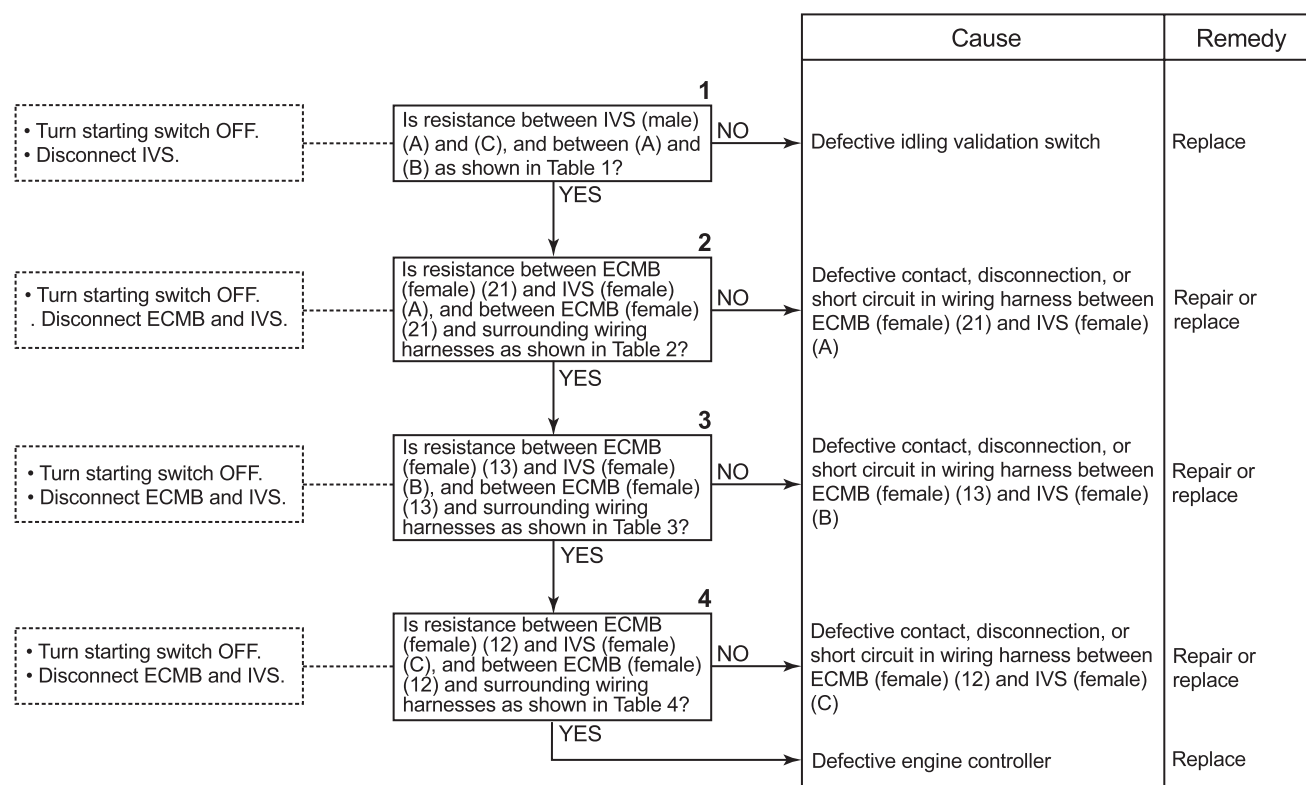 Cause
Remedy
1
• Turn starting switch OFF.
• Disconnect IVS.
Is resistance between IVS (male)
(A) and (C), and between (A) and
(B) as shown in Table 1?
NO
Defective idling validation switch
Replace
YES
2
• Turn starting switch OFF.
. Disconnect ECMB and IVS.
Is resistance between ECMB
(female) (21) and IVS (female)
(A), and between ECMB (female)
(21) and surrounding wiring
harnesses as shown in Table 2?
NO
Defective contact, disconnection, or
short circuit in wiring harness between
ECMB (female) (21) and IVS (female)
(A)
Repair or
replace
YES
3
• Turn starting switch OFF.
• Disconnect ECMB and IVS.
Is resistance between ECMB
(female) (13) and IVS (female)
(B), and between ECMB (female)
(13) and surrounding wiring
harnesses as shown in Table 3?
NO
Defective contact, disconnection, or
short circuit in wiring harness between
ECMB (female) (13) and IVS (female)
(B)
Repair or
replace
YES
4
• Turn starting switch OFF.
• Disconnect ECMB and IVS.
Is resistance between ECMB
(female) (12) and IVS (female)
(C), and between ECMB (female)
(12) and surrounding wiring
harnesses as shown in Table 4?
NO
Defective contact, disconnection, or
short circuit in wiring harness between
ECMB (female) (12) and IVS (female)
(C)
Repair or
replace
YES
Defective engine controller
Replace